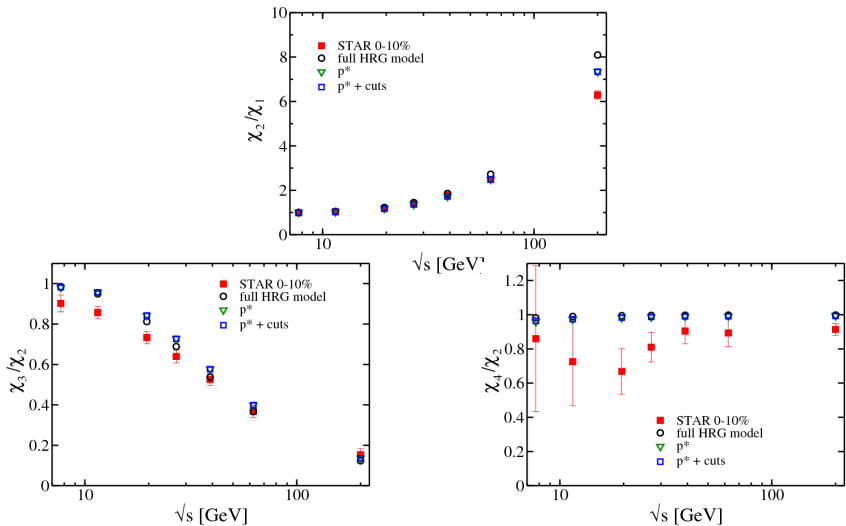 10
8
6
4
2
0
χ₂/χ₁
STAR 0-10%
full HRG model
p*
p* + cuts
10
100
√s [GeV]
1
0.8
0.6
0.4
0.2
0
χ₃/χ₂
STAR 0-10%
full HRG model
p*
p* + cuts
10
100
√s [GeV]
1.2
1
0.8
0.6
0.4
0.2
0
χ₄/χ₂
STAR 0-10%
full HRG model
p*
p* + cuts
10
100
√s [GeV]